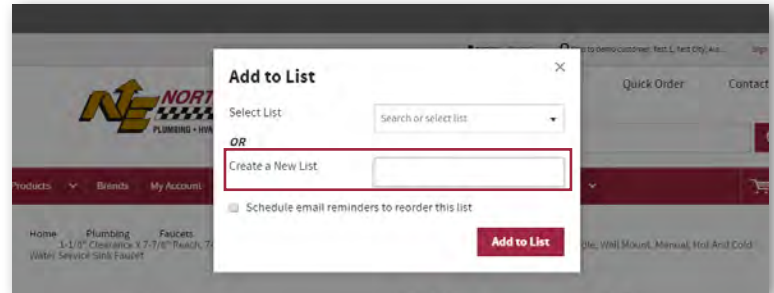 Add to List
×
Quick Order
Contact
Select List
Search or select list
NORT
PLUMBING • HVA
OR
Create a New List
Products
Brands
My Account
Schedule email reminders to reorder this list
Add to List
Home Plumbing Faucets
1-1/8" Clearance X 7-7/8" Reach, 7- le, Wall Mount, Manual, Hot And Cold
Water Service Sink Faucet